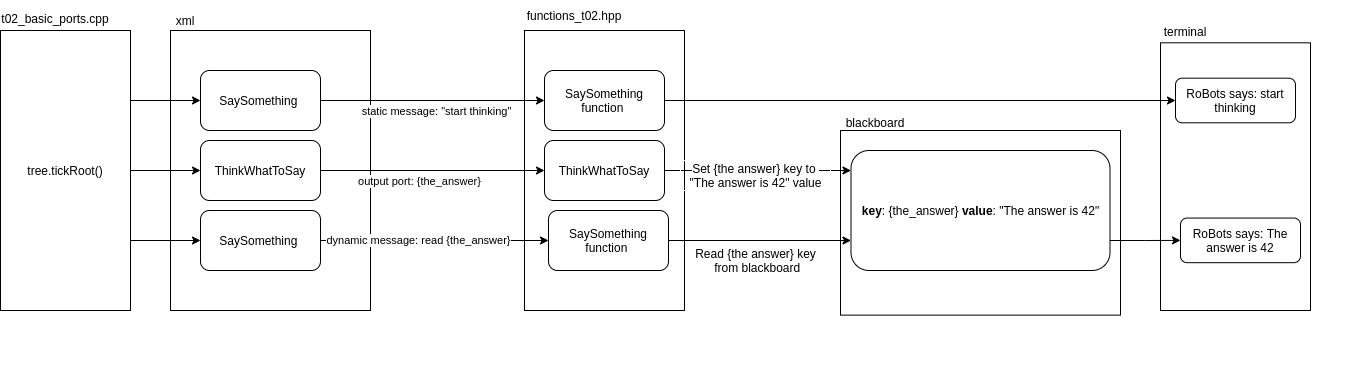 t02_basic_ports.cpp
xml
functions_t02.hpp
terminal
blackboard
tree.tickRoot()
SaySomething
static message: "start thinking"
SaySomething
function
RoBots says: start
thinking
ThinkWhatToSay
output port: {the_answer}
ThinkWhatToSay
Set {the answer} key to
"The answer is 42" value
key: {the_answer} value: "The answer is 42"
SaySomething
dynamic message: read {the_answer}
SaySomething
function
Read {the answer} key
from blackboard
RoBots says: The
answer is 42